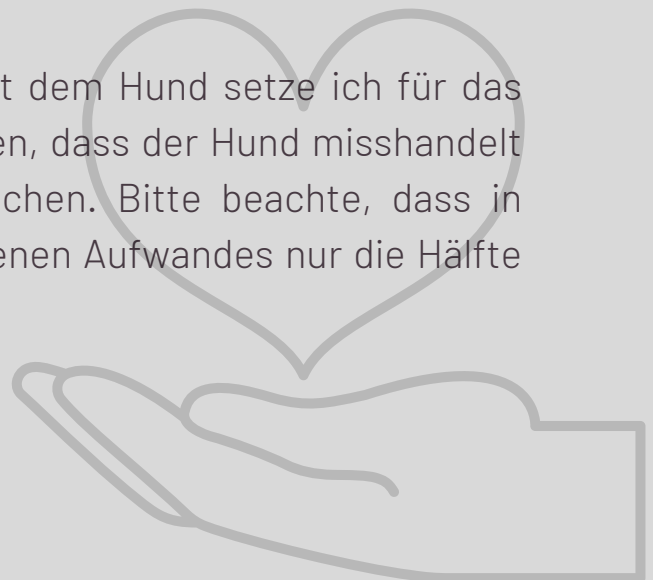 t dem Hund setze ich für das
en, dass der Hund misshandelt
chen. Bitte beachte, dass in
enen Aufwandes nur die Hälfte